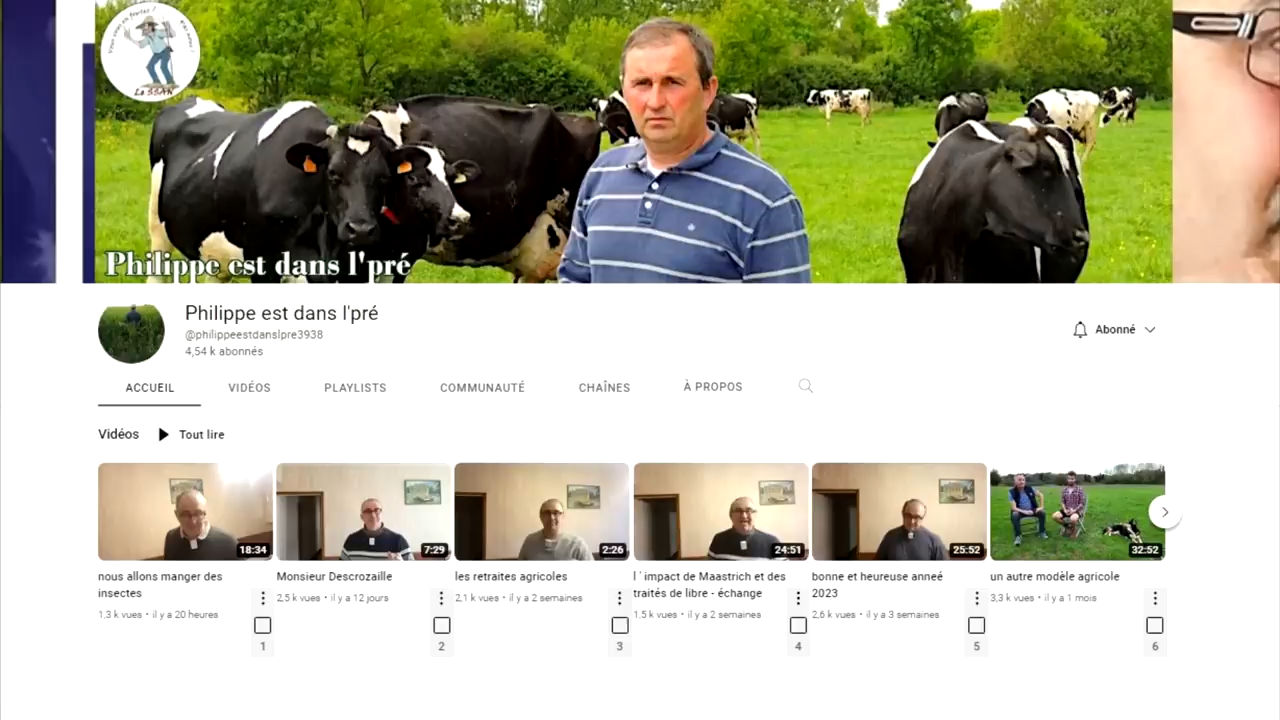 Le SSAN
Philippe est dans l'pré
Philippe est dans l'pré
@philippeestdanslpre3938
4,54 k abonnés
Abonné
ACCUEIL VIDÉOS PLAYLISTS COMMUNAUTÉ CHAÎNES À PROPOS
Vidéos Tout lire
18:34 7:29 2:26 24:51 25:52 32:52
nous allons manger des
insectes
1,3 k vues • il y a 20 heures
1
Monsieur Descrozaille
2,5 k vues • il y a 12 jours
2
les retraites agricoles
2,1 k vues • il y a 2 semaines
3
l ' impact de Maastrich et des
traités de libre - échange
1,5 k vues • il y a 2 semaines
4
bonne et heureuse anneé
2023
2,6 k vues • il y a 3 semaines
5
un autre modèle agricole
3,3 k vues • il y a 1 mois
6